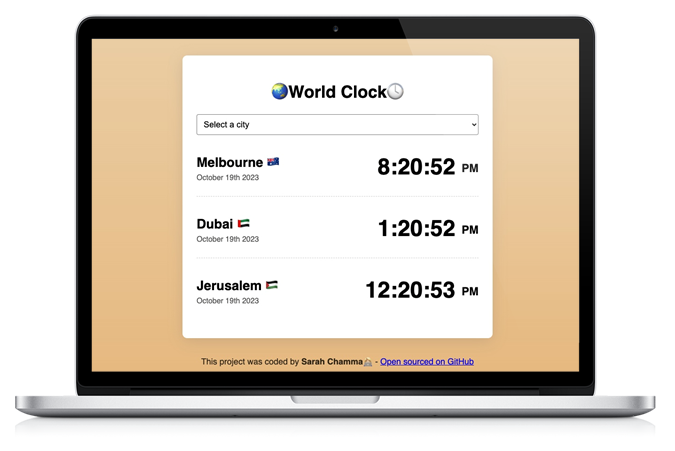 🌏World Clock🕓
Select a city
Melbourne 🇦🇺
8:20:52 PM
October 19th 2023
Dubai 🇦🇪
1:20:52 PM
October 19th 2023
Jerusalem 🇵🇸
12:20:53 PM
October 19th 2023
This project was coded by Sarah Chamma - Open sourced on GitHub